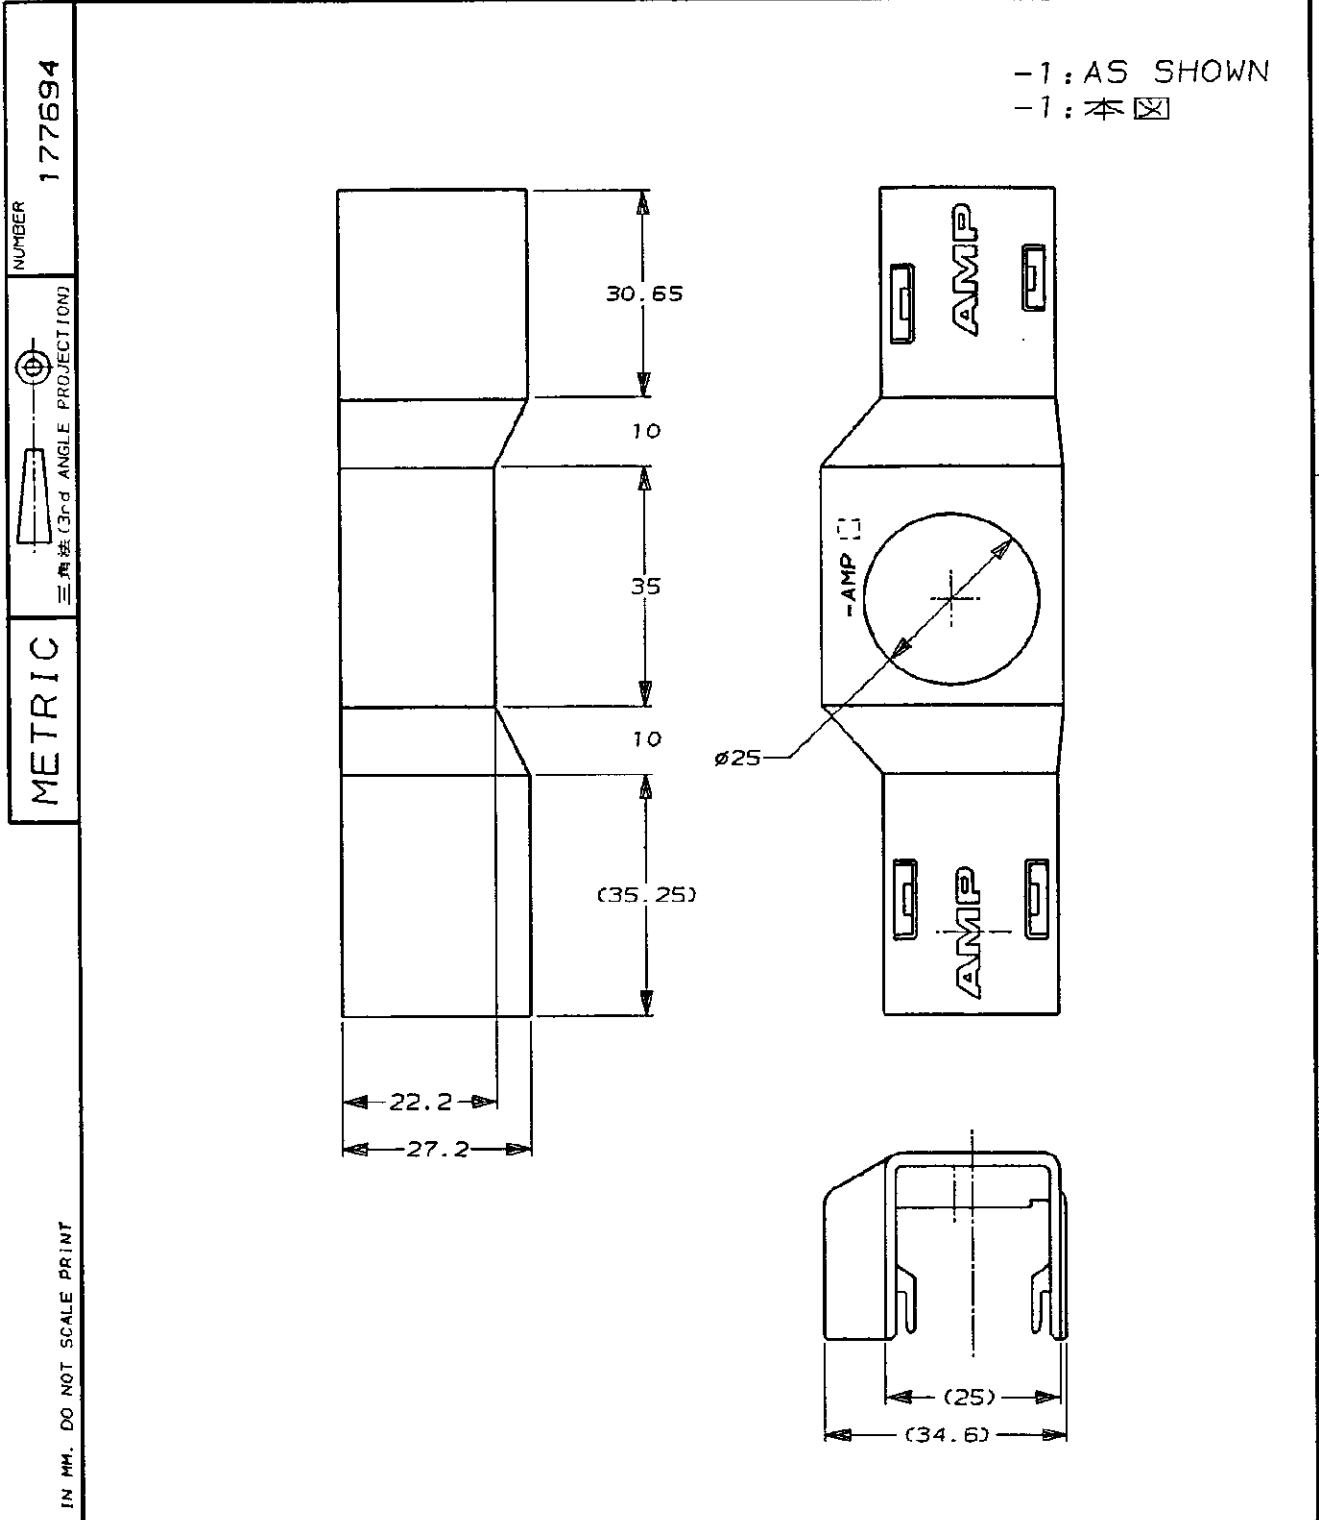 -1:AS SHOWN
-1:本図
NUMBER
177694
三角法(3rd ANGLE PROJECTION)
METRIC
IN MM. DO NOT SCALE PRINT
30.65
10
35
10
(35.25)
22.2
27.2
AMP
-AMP
ø25
AMP
(25)
(34.6)